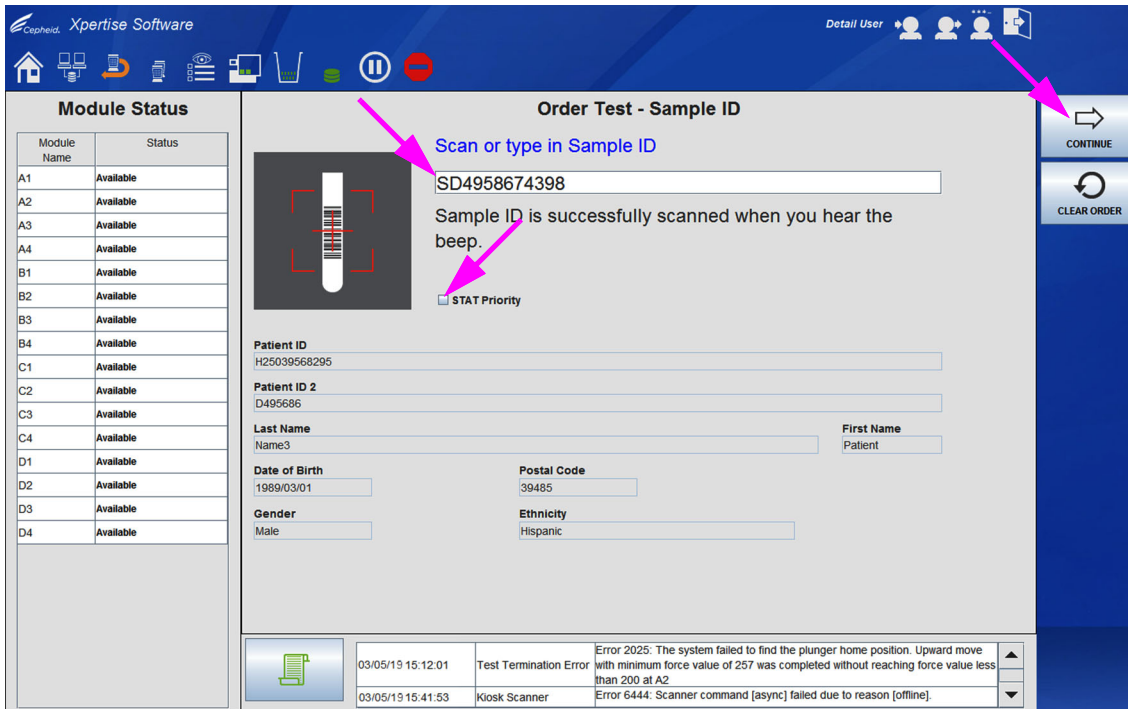 Cepheid. Xpertise Software
Detail User
Module Status
Module Name Status
A1 Available
A2 Available
A3 Available
A4 Available
B1 Available
B2 Available
B3 Available
B4 Available
C1 Available
C2 Available
C3 Available
C4 Available
D1 Available
D2 Available
D3 Available
D4 Available
Order Test - Sample ID
Scan or type in Sample ID
SD4958674398
Sample ID is successfully scanned when you hear the
beep.
STAT Priority
Patient ID
H25039568295
Patient ID 2
D495686
Last Name First Name
Name3 Patient
Date of Birth Postal Code
1989/03/01 39485
Gender Ethnicity
Male Hispanic
CONTINUE
CLEAR ORDER
03/05/19 15:12:01 Test Termination Error Error 2025: The system failed to find the plunger home position. Upward move
with minimum force value of 257 was completed without reaching force value less
than 200 at A2
03/05/19 15:41:53 Kiosk Scanner Error 6444: Scanner command [async] failed due to reason [offline].